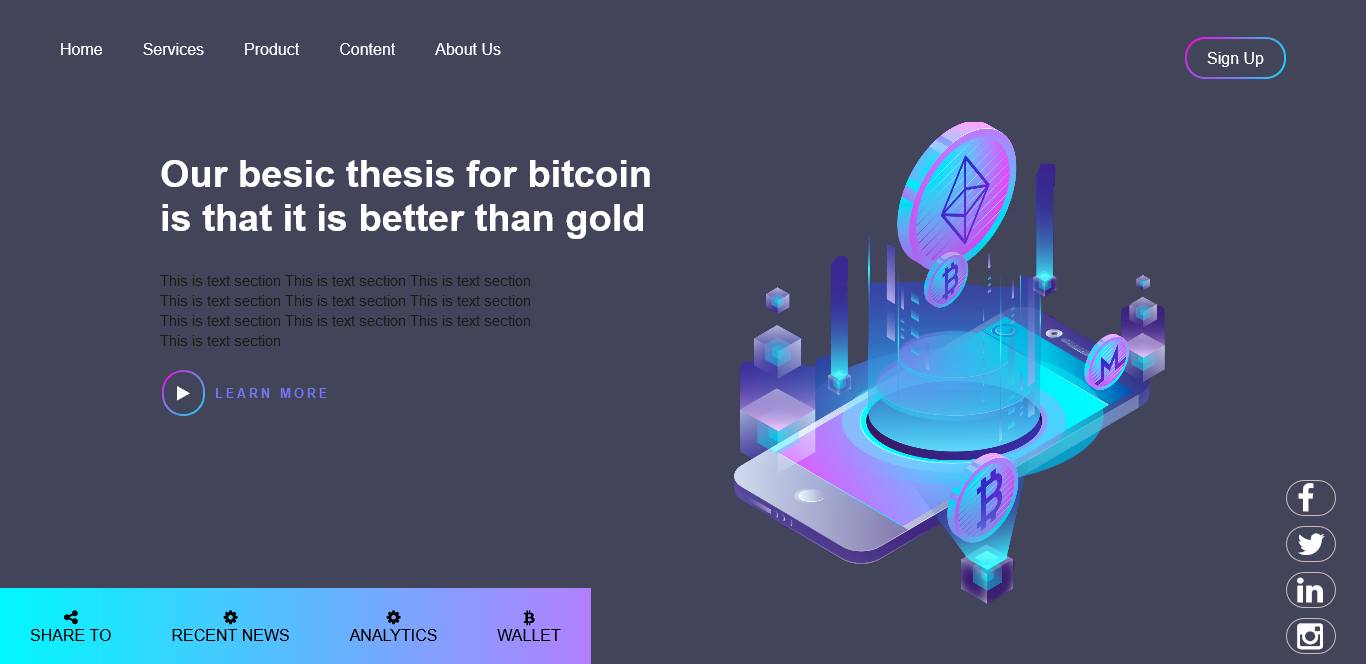 Home Services Product Content About Us
Sign Up
Our besic thesis for bitcoin
is that it is better than gold
This is text section This is text section This is text section
This is text section This is text section This is text section
This is text section This is text section This is text section
This is text section
LEARN MORE
SHARE TO RECENT NEWS ANALYTICS WALLET